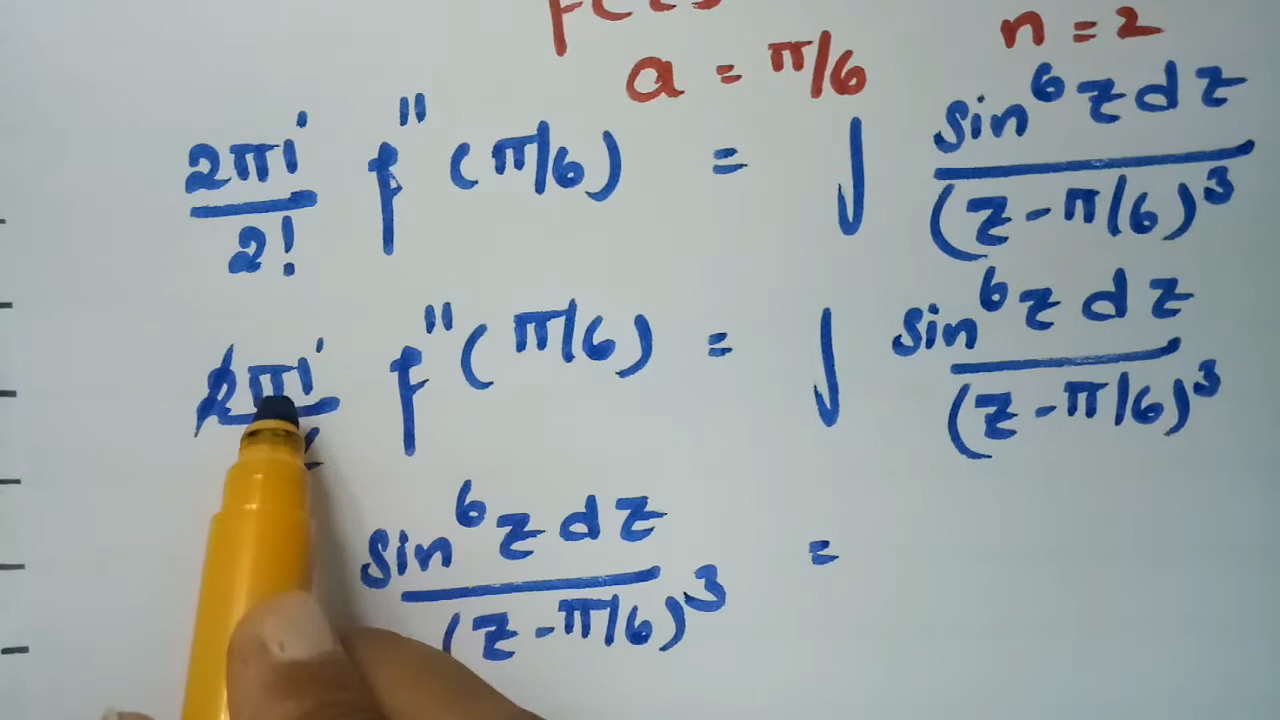 a = π/6 n = 2
2πi/2! f''(π/6) = ∫ sin⁶z dz/(z - π/6)³
2πi f''(π/6) = ∫ sin⁶z dz/(z - π/6)³
sin⁶z dz/(z - π/6)³ =